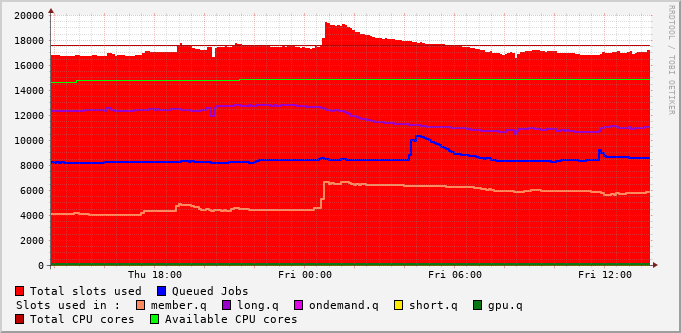 20000
18000
16000
14000
12000
10000
8000
6000
4000
2000
0
Thu 18:00 Fri 00:00 Fri 06:00 Fri 12:00
Total slots used Queued Jobs
Slots used in : member.q long.q ondemand.q short.q gpu.q
Total CPU cores Available CPU cores
RRDTOOL / TOBI OETIKER